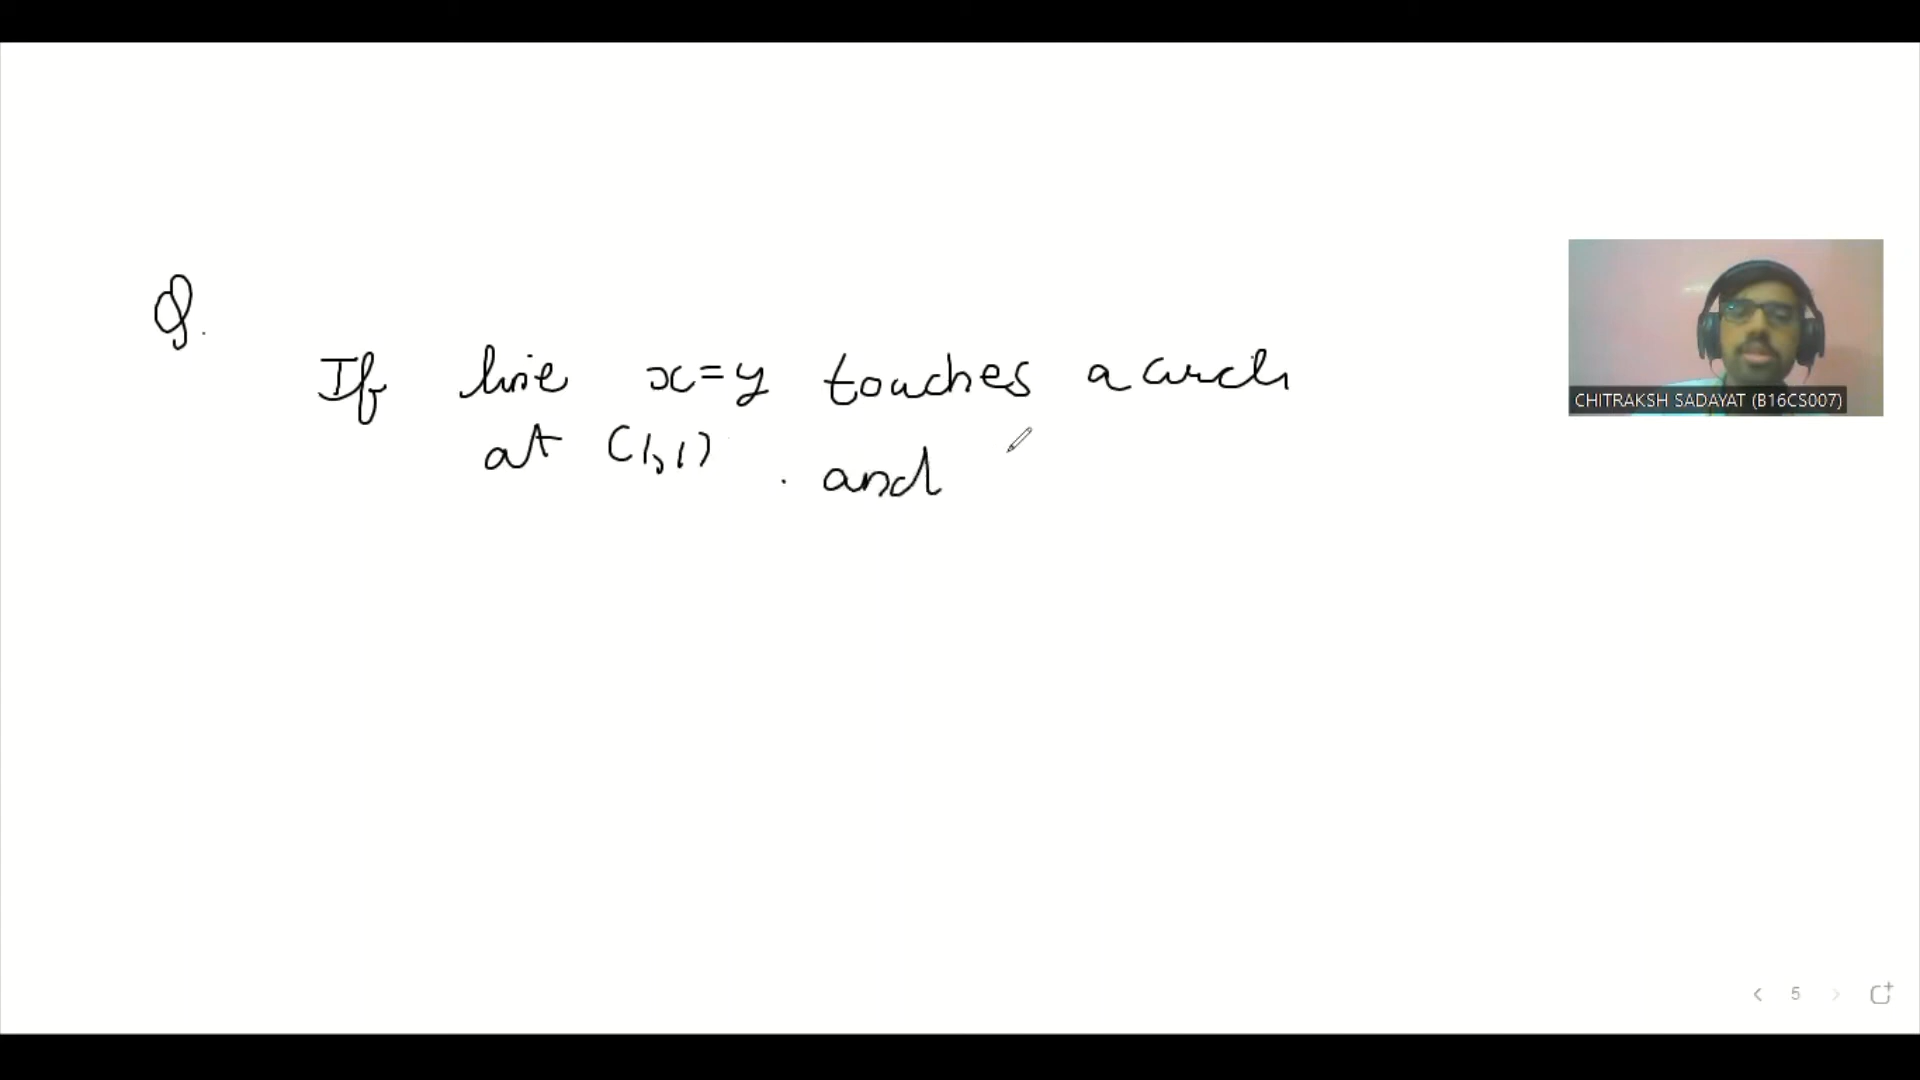 Q.
If line x=y touches a circle
at (1,1) . and
CHITRAKSH SADAYAT (B16CS007)
5